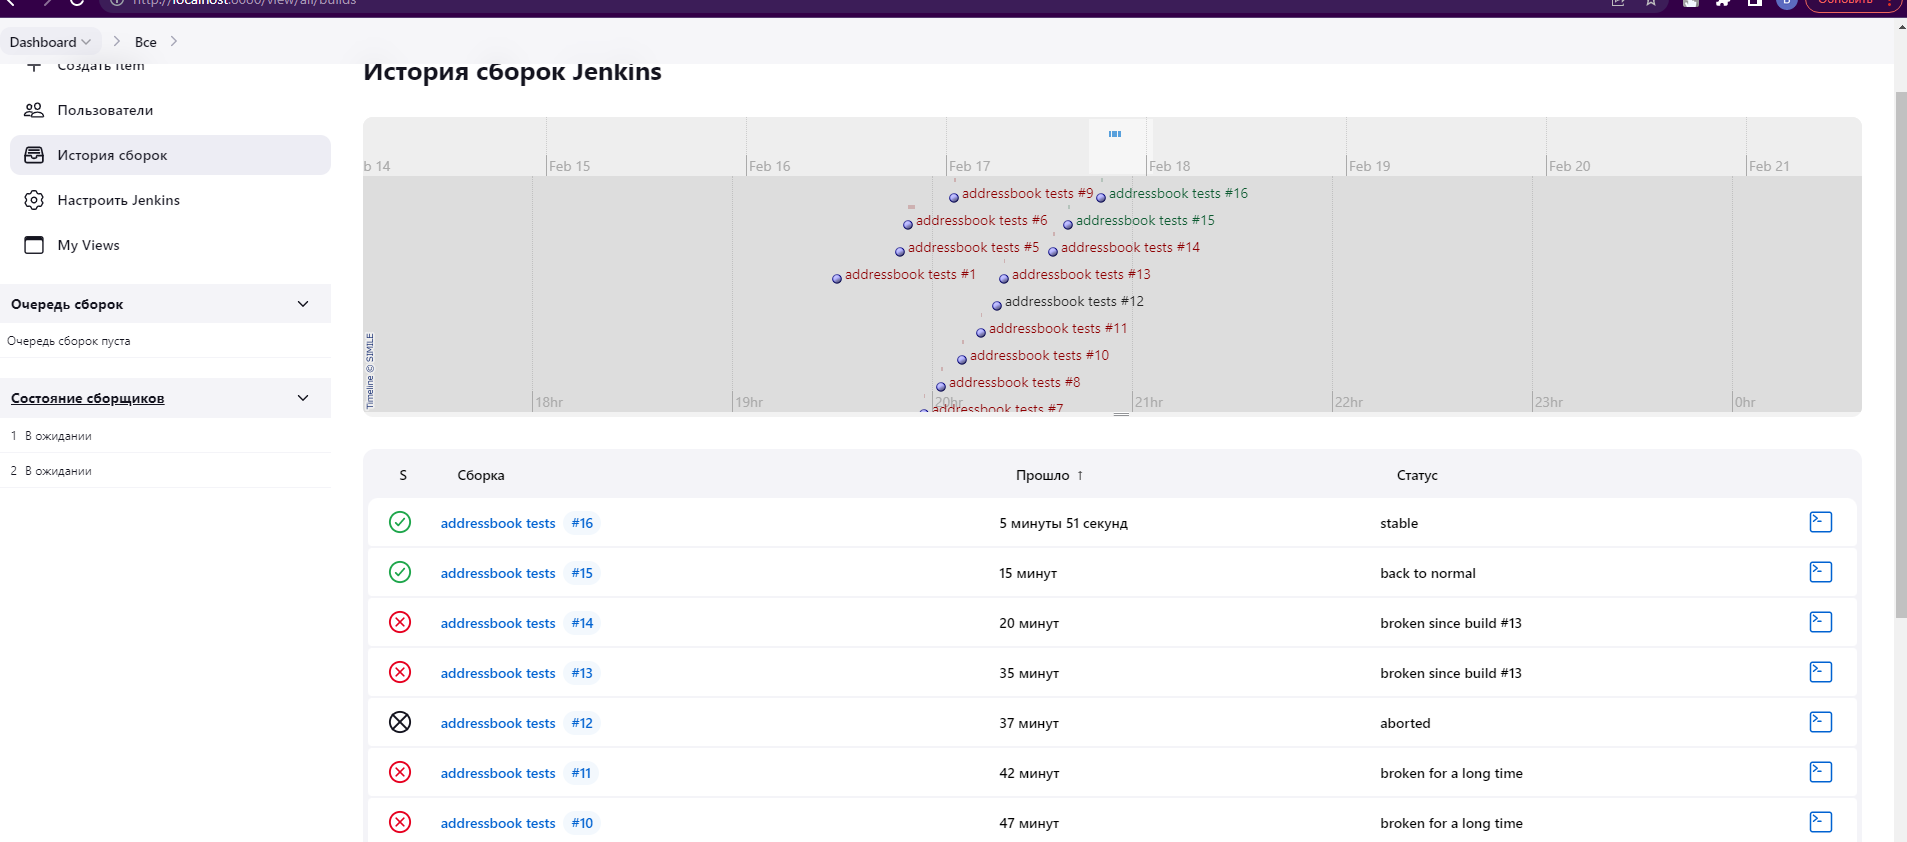 Dashboard
Все
Создать Item
Пользователи
История сборок
Настроить Jenkins
My Views
Очередь сборок
Очередь сборок пуста
Состояние сборщиков
1 В ожидании
2 В ожидании
История сборок Jenkins
b 14
Feb 15
Feb 16
Feb 17
Feb 18
Feb 19
Feb 20
Feb 21
addressbook tests #9
addressbook tests #16
addressbook tests #6
addressbook tests #15
addressbook tests #5
addressbook tests #14
addressbook tests #1
addressbook tests #13
addressbook tests #12
addressbook tests #11
addressbook tests #10
addressbook tests #8
addressbook tests #7
Timeline © SIMILE
18hr
19hr
20hr
21hr
22hr
23hr
0hr
S Сборка Прошло ↑ Статус
addressbook tests #16 5 минуты 51 секунд stable
addressbook tests #15 15 минут back to normal
addressbook tests #14 20 минут broken since build #13
addressbook tests #13 35 минут broken since build #13
addressbook tests #12 37 минут aborted
addressbook tests #11 42 минут broken for a long time
addressbook tests #10 47 минут broken for a long time